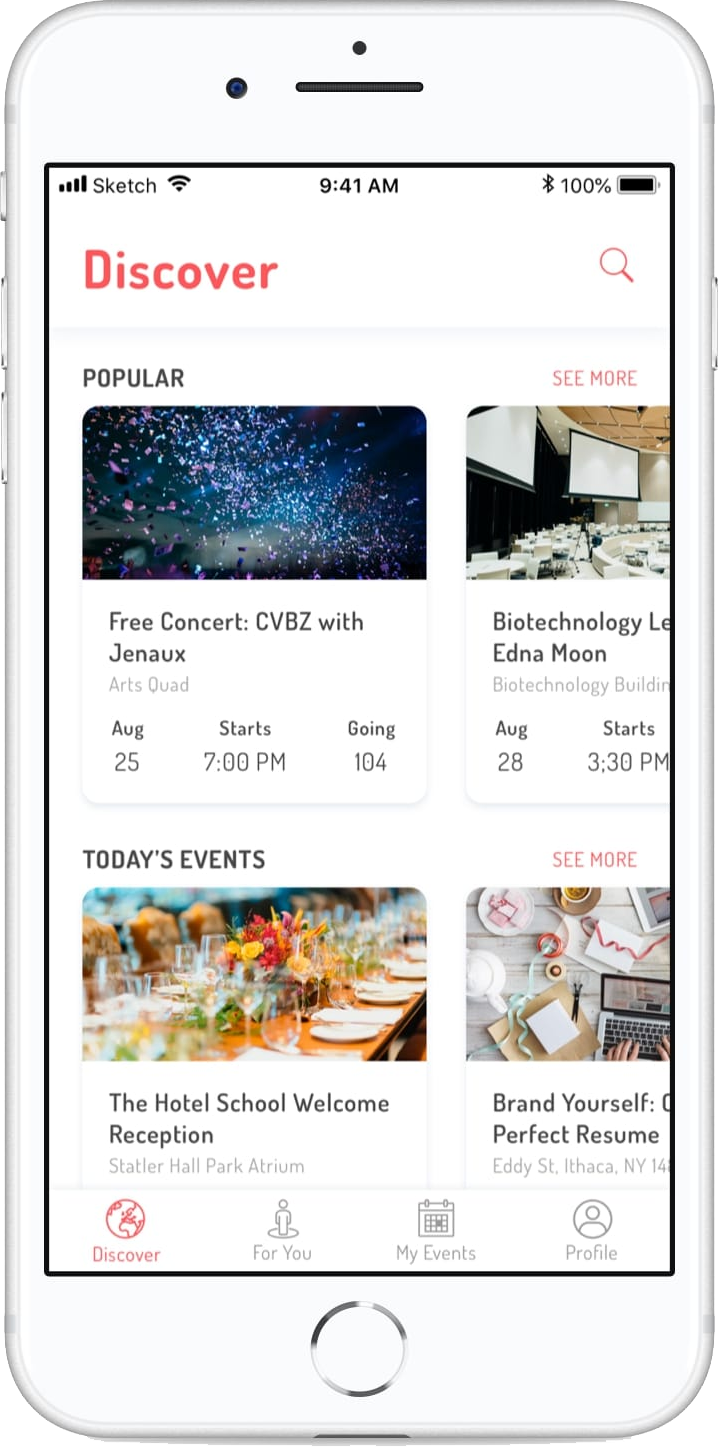 Sketch 9:41 AM 100%
Discover
POPULAR SEE MORE
Free Concert: CVBZ with
Jenaux
Arts Quad
Aug Starts Going
25 7:00 PM 104
Biotechnology
Edna Moon
Biotechnology
Aug Starts
28 3;30 PM
TODAY'S EVENTS SEE MORE
The Hotel School Welcome
Reception
Statler Hall Park Atrium
Brand Yourself:
Perfect Resume
Eddy St, Ithaca, NY
Discover For You My Events Profile